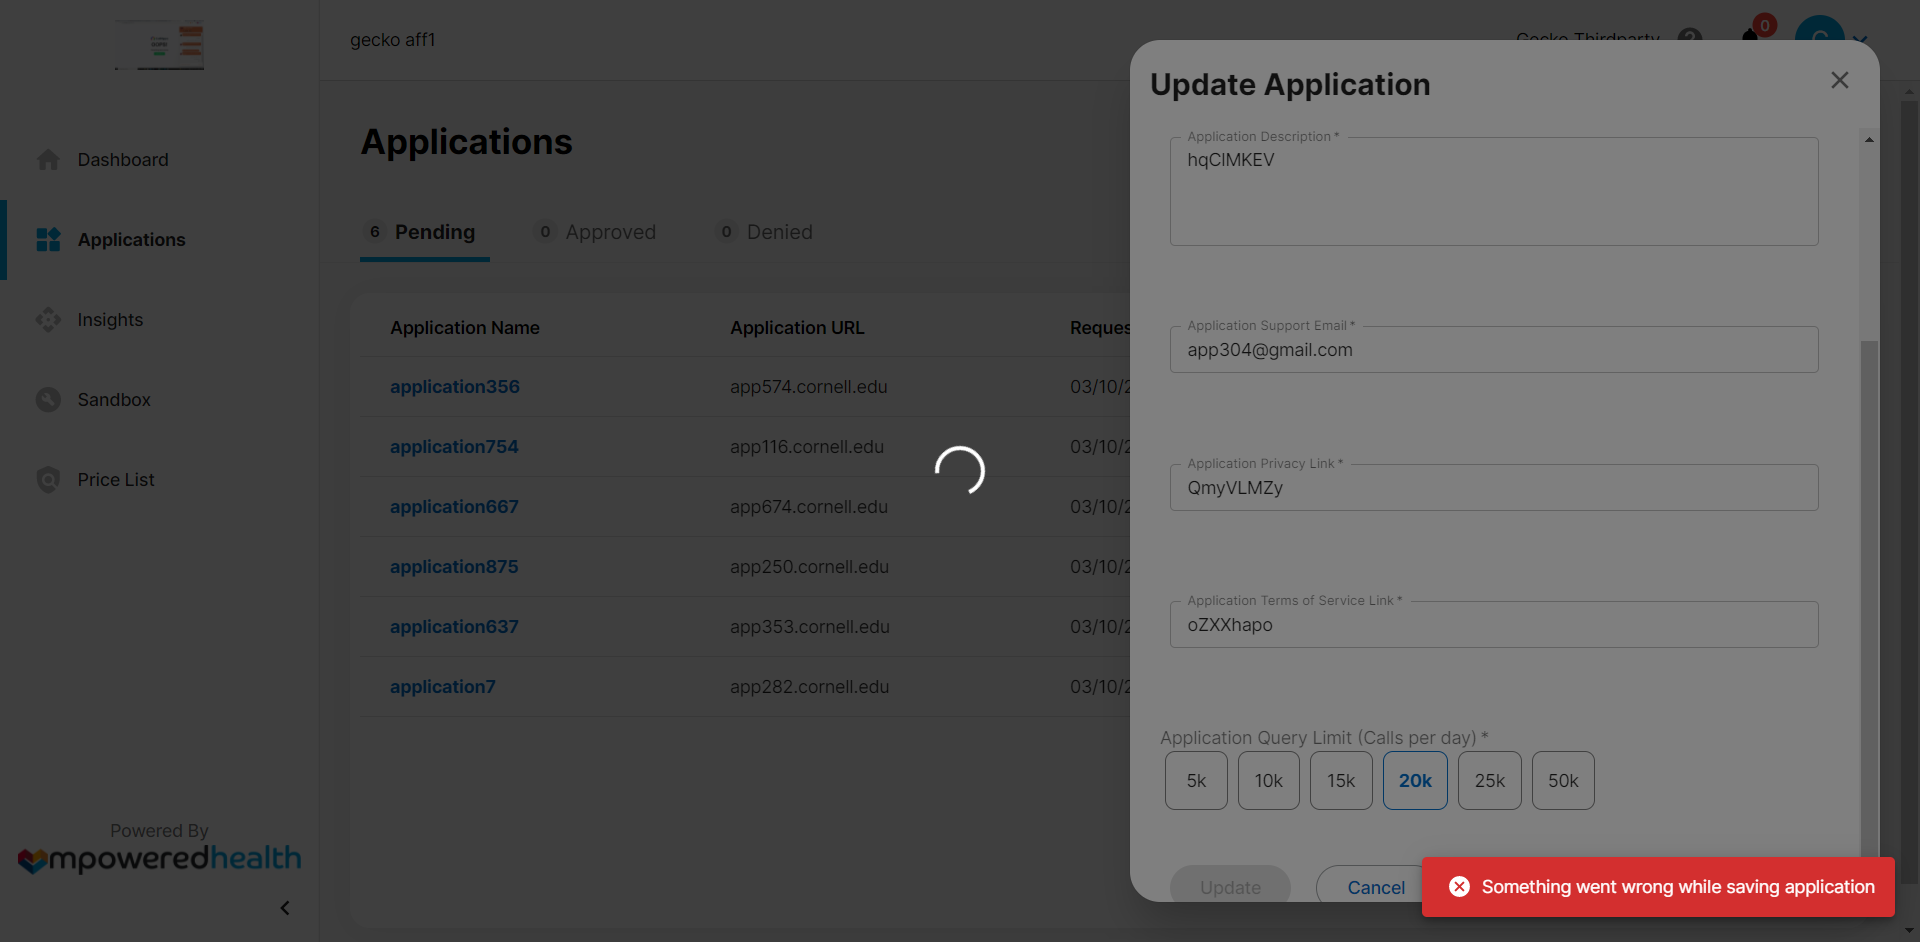 gecko aff1
Gecko Thirdparty
0
Dashboard
Applications
Insights
Sandbox
Price List
Powered By
mpoweredhealth
Applications
6 Pending
0 Approved
0 Denied
Application Name Application URL
application356 app574.cornell.edu 03/10/2
application754 app116.cornell.edu 03/10/2
application667 app674.cornell.edu 03/10/2
application875 app250.cornell.edu 03/10/2
application637 app353.cornell.edu 03/10/2
application7 app282.cornell.edu 03/10/2
Update Application
Application Description *
Application Support Email *
app304@gmail.com
Application Privacy Link *
QmyVLMZy
Application Terms of Service Link *
oZXXhapo
Application Query Limit (Calls per day) *
5k 10k 15k 20k 25k 50k
Update Cancel
Something went wrong while saving application